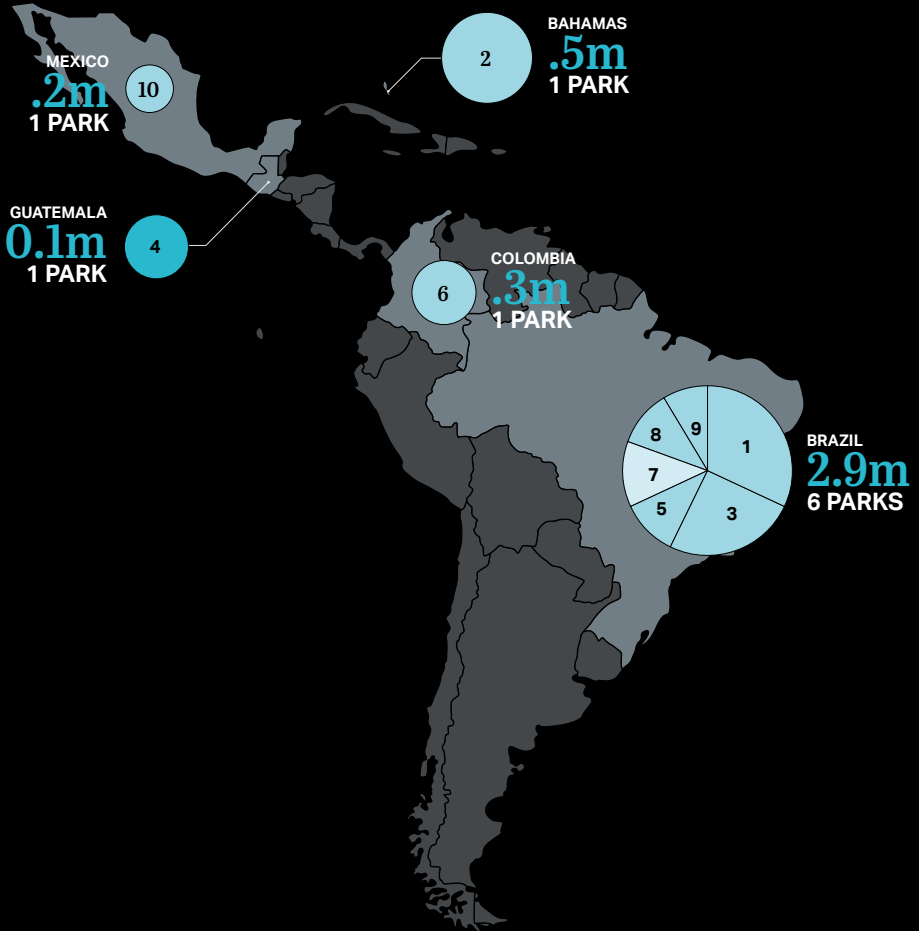 MEXICO
.2m
1 PARK
10
2
BAHAMAS
.5m
1 PARK
GUATEMALA
0.1m
1 PARK
4
6
COLOMBIA
.3m
1 PARK
8
9
1
7
5
3
BRAZIL
2.9m
6 PARKS